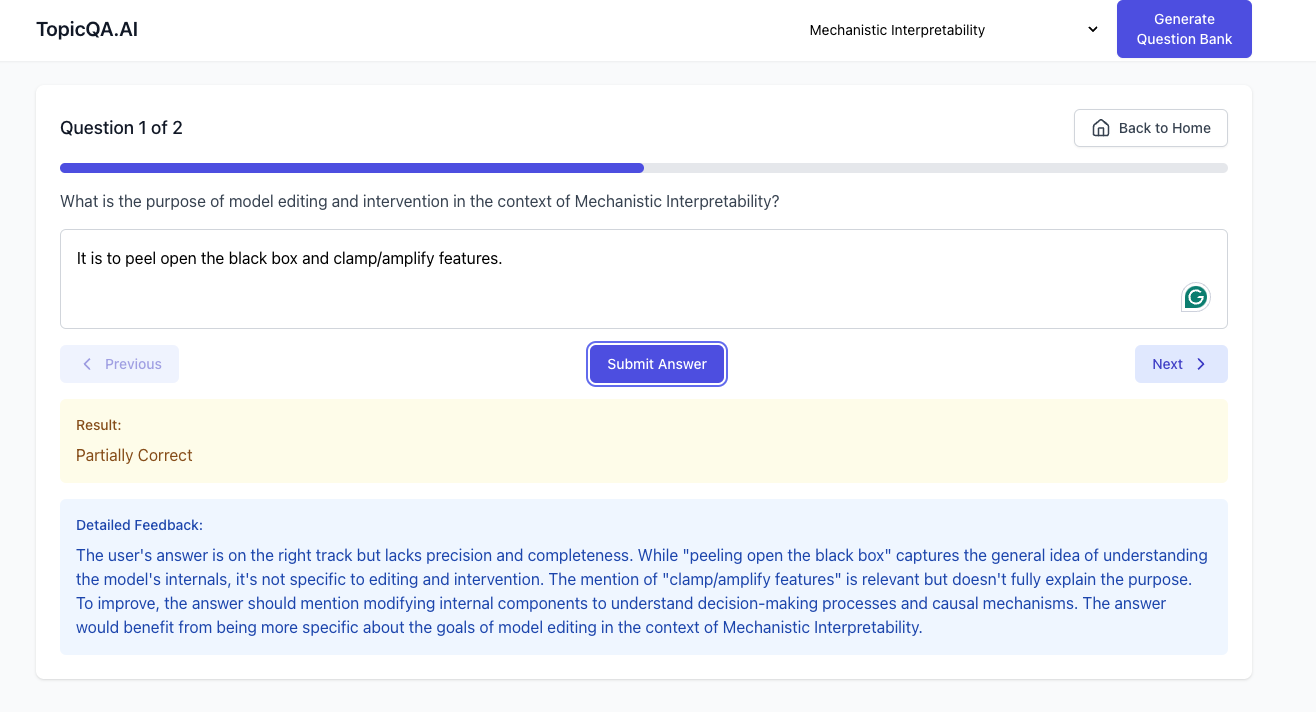 TopicQA.AI
Mechanistic Interpretability
Generate
Question Bank
Question 1 of 2
Back to Home
What is the purpose of model editing and intervention in the context of Mechanistic Interpretability?
It is to peel open the black box and clamp/amplify features.
G
Previous
Submit Answer
Next
Result:
Partially Correct
Detailed Feedback:
The user's answer is on the right track but lacks precision and completeness. While "peeling open the black box" captures the general idea of understanding
the model's internals, it's not specific to editing and intervention. The mention of "clamp/amplify features" is relevant but doesn't fully explain the purpose.
To improve, the answer should mention modifying internal components to understand decision-making processes and causal mechanisms. The answer
would benefit from being more specific about the goals of model editing in the context of Mechanistic Interpretability.